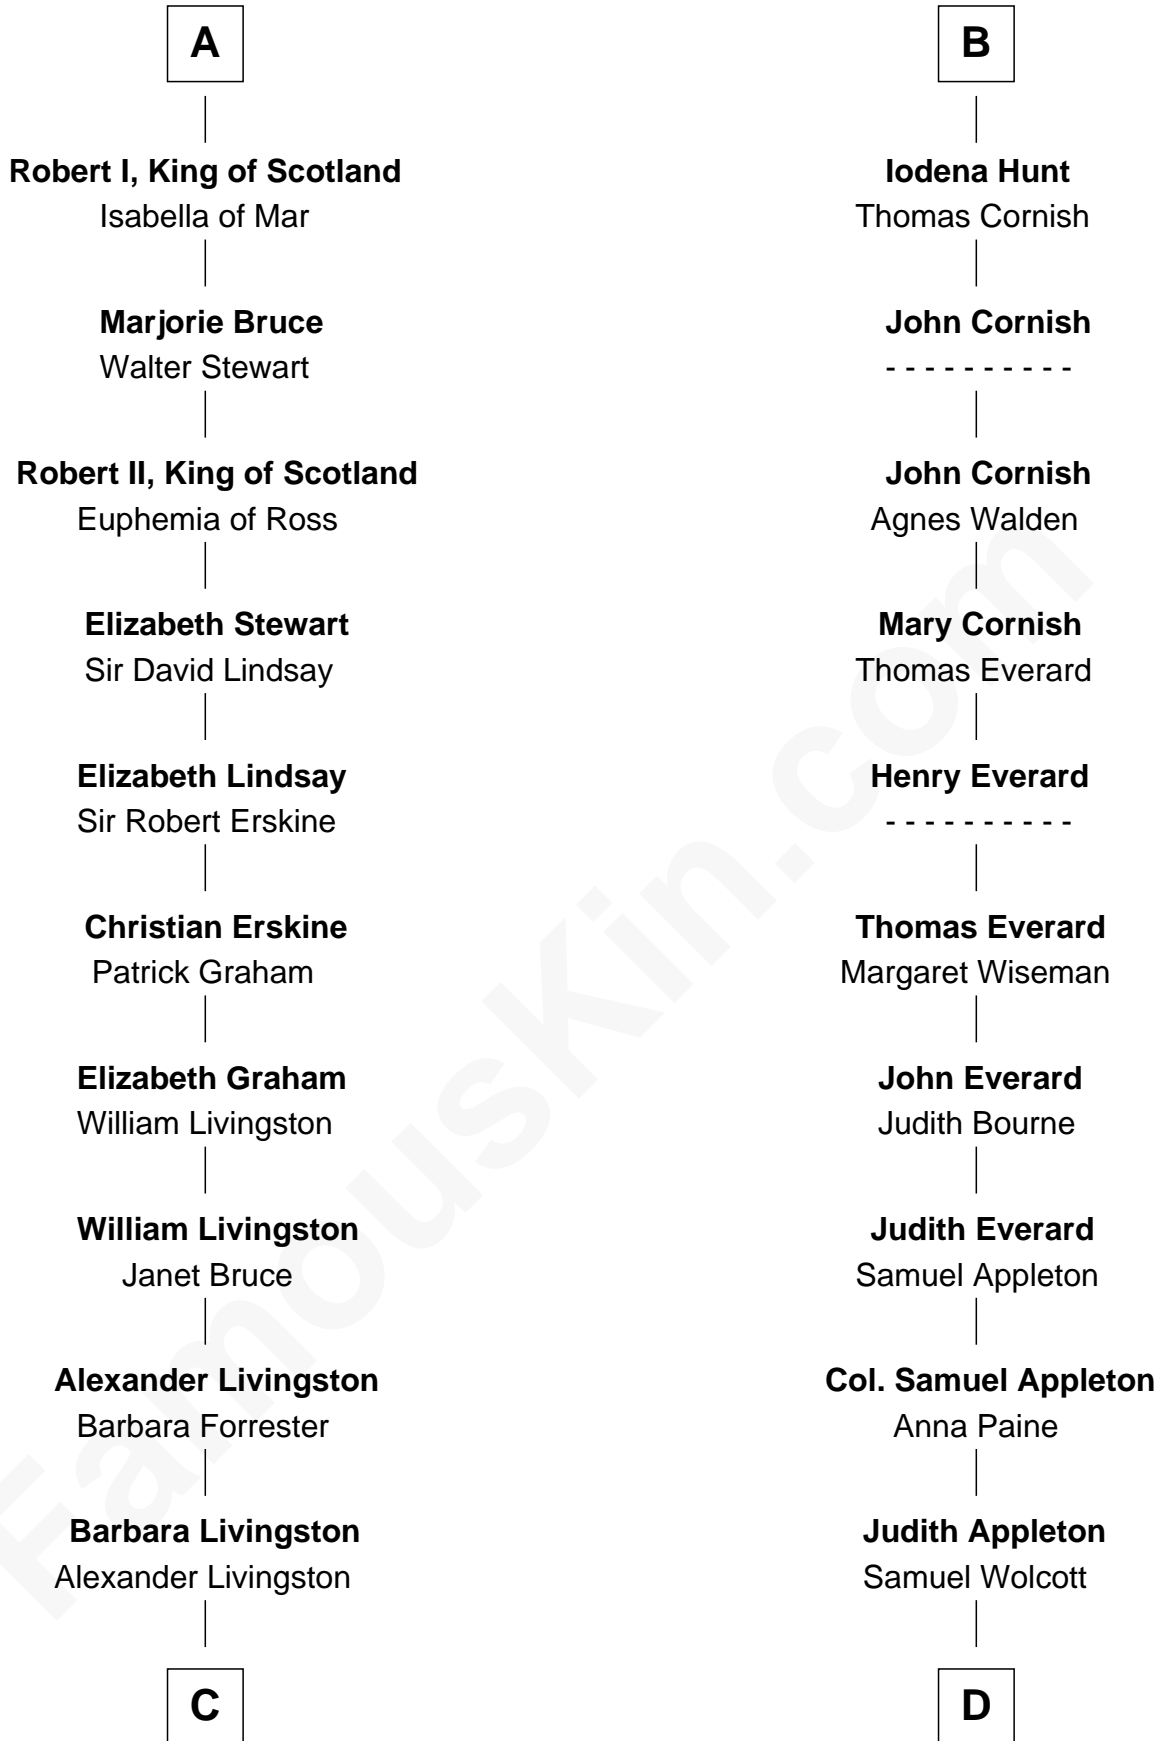 A
Robert I, King of Scotland
Isabella of Mar
Marjorie Bruce
Walter Stewart
Robert II, King of Scotland
Euphemia of Ross
Elizabeth Stewart
Sir David Lindsay
Elizabeth Lindsay
Sir Robert Erskine
Christian Erskine
Patrick Graham
Elizabeth Graham
William Livingston
William Livingston
Janet Bruce
Alexander Livingston
Barbara Forrester
Barbara Livingston
Alexander Livingston
C
B
Iodena Hunt
Thomas Cornish
John Cornish
- - - - - - - - - -
John Cornish
Agnes Walden
Mary Cornish
Thomas Everard
Henry Everard
- - - - - - - - - -
Thomas Everard
Margaret Wiseman
John Everard
Judith Bourne
Judith Everard
Samuel Appleton
Col. Samuel Appleton
Anna Paine
Judith Appleton
Samuel Wolcott
D
FamousKin.com